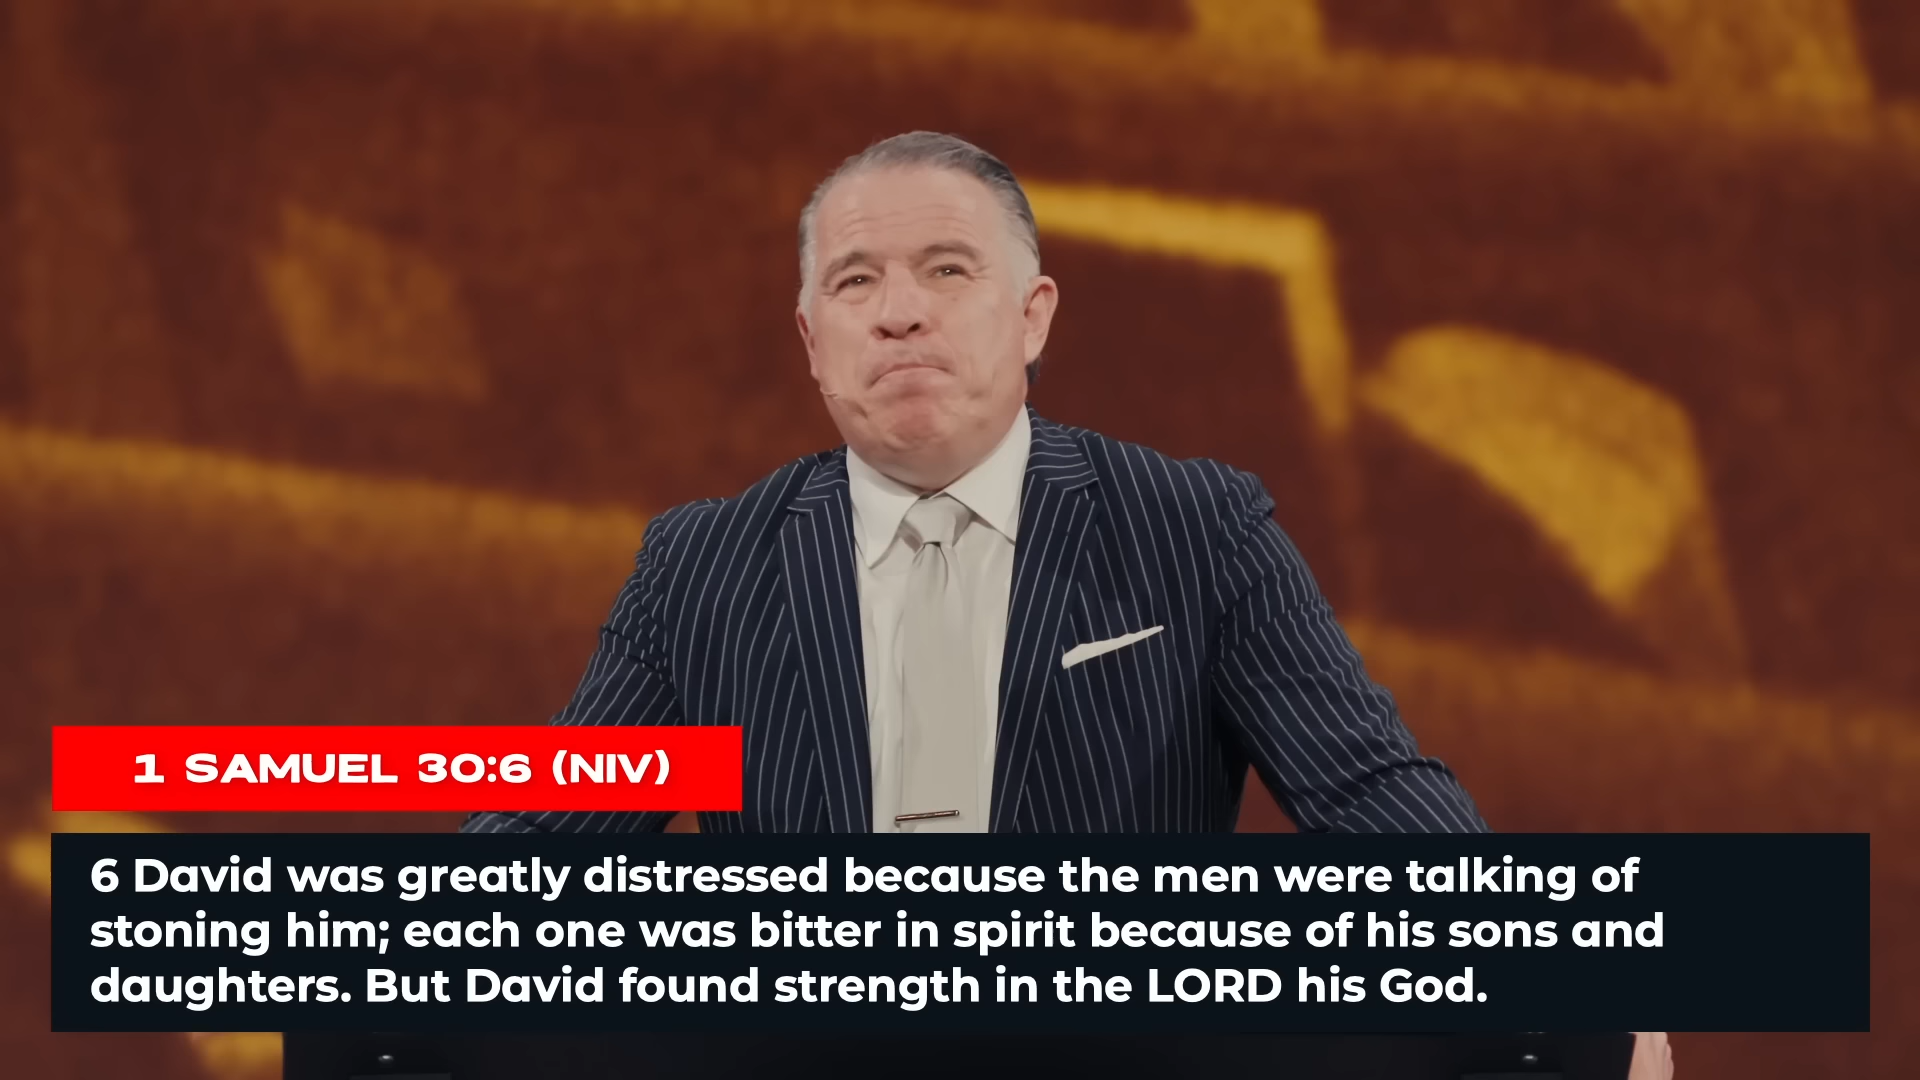 1 SAMUEL 30:6 (NIV)
6 David was greatly distressed because the men were talking of
stoning him; each one was bitter in spirit because of his sons and
daughters. But David found strength in the LORD his God.